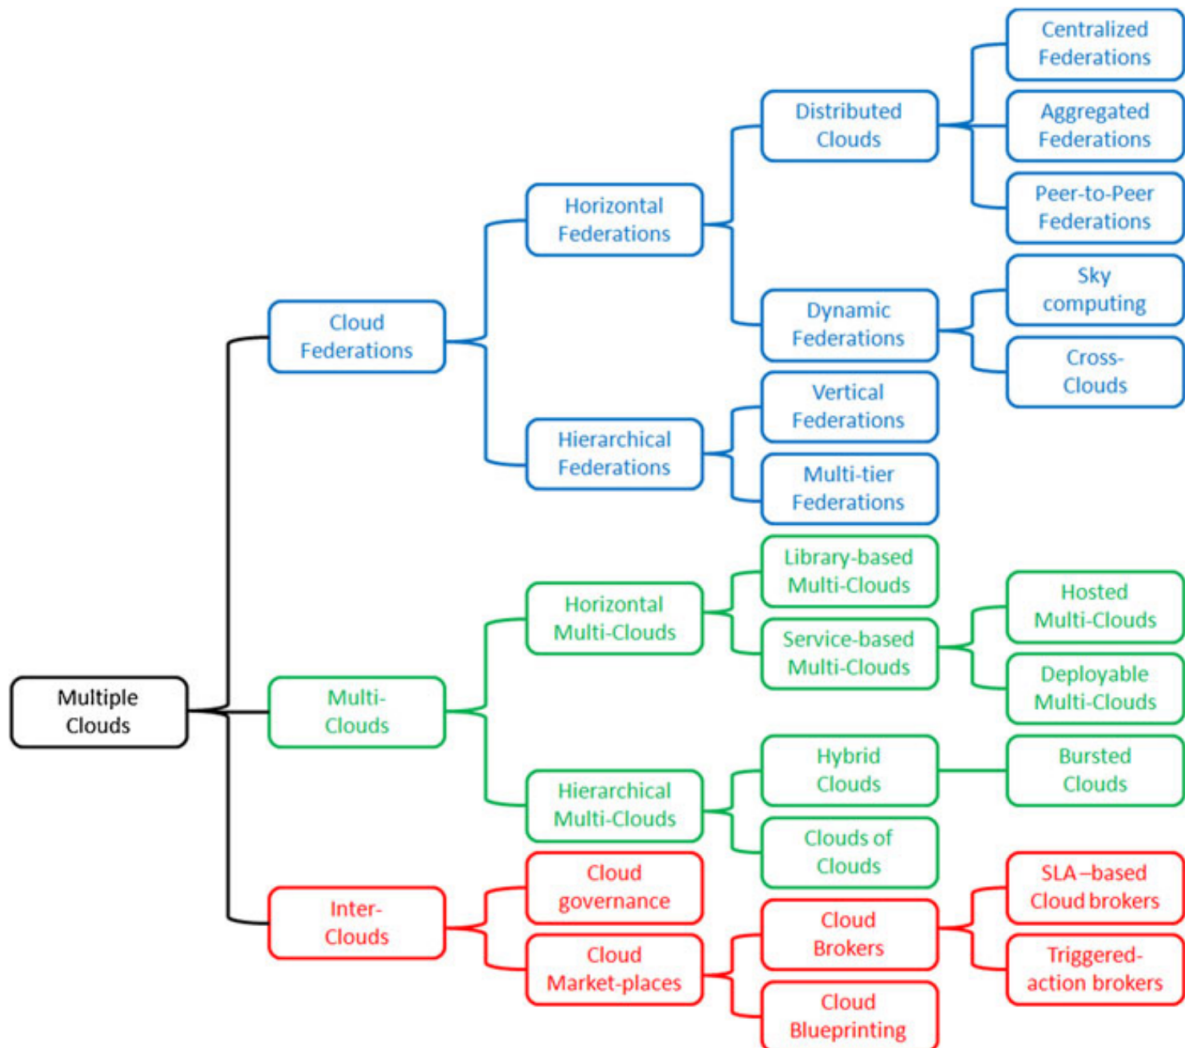 Multiple
Clouds
Cloud
Federations
Horizontal
Federations
Distributed
Clouds
Centralized
Federations
Aggregated
Federations
Peer-to-Peer
Federations
Dynamic
Federations
Sky
computing
Cross-
Clouds
Hierarchical
Federations
Vertical
Federations
Multi-tier
Federations
Multi-
Clouds
Horizontal
Multi-Clouds
Library-based
Multi-Clouds
Service-based
Multi-Clouds
Hosted
Multi-Clouds
Deployable
Multi-Clouds
Hierarchical
Multi-Clouds
Hybrid
Clouds
Bursted
Clouds
Clouds of
Clouds
Inter-
Clouds
Cloud
governance
Cloud
Market-places
Cloud
Brokers
SLA –based
Cloud brokers
Triggered-
action brokers
Cloud
Blueprinting